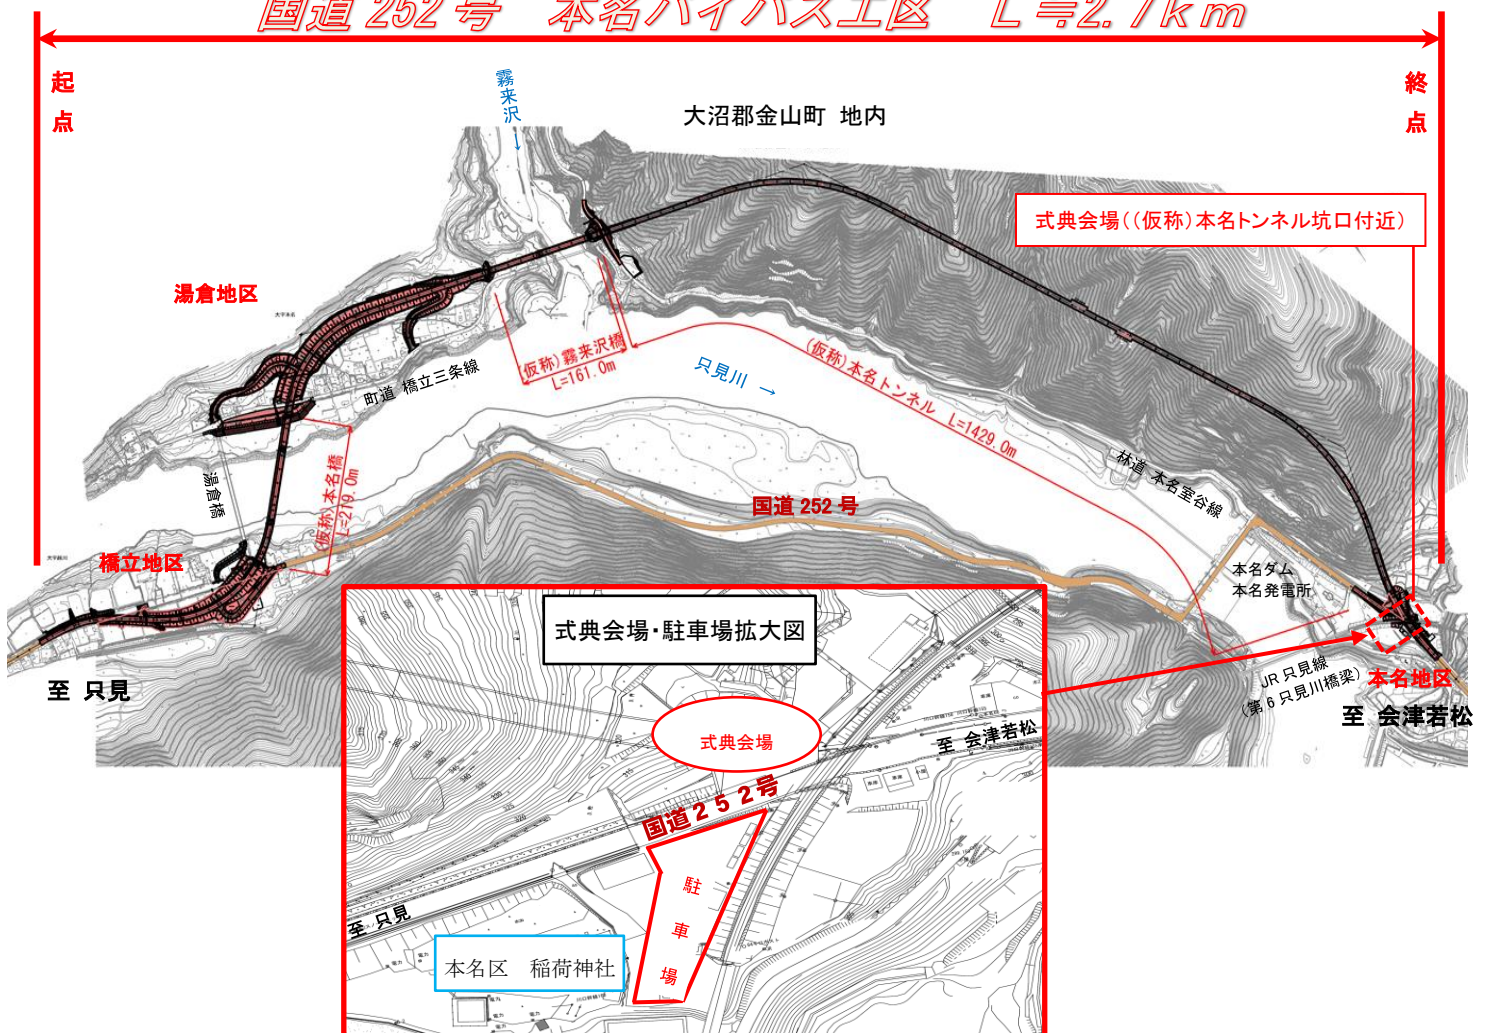 国道252号 本名バイパス工区 L≒2.7km
起点
終点
霧来沢→
大沼郡金山町 地内
式典会場((仮称)本名トンネル坑口付近)
湯倉地区
町道 橋立三条線
(仮称)霧来沢橋
L=161.0m
只見川 →
(仮称)本名トンネル L=1429.0m
林道 本名室谷線
湯倉橋
(仮称)本名橋
L=219.0m
国道252号
橋立地区
本名ダム
本名発電所
至 只見
JR只見線
(第6只見川橋梁)
本名地区
至 会津若松
式典会場・駐車場拡大図
式典会場
至 会津若松
国道252号
駐車場
至 只見
本名区 稲荷神社